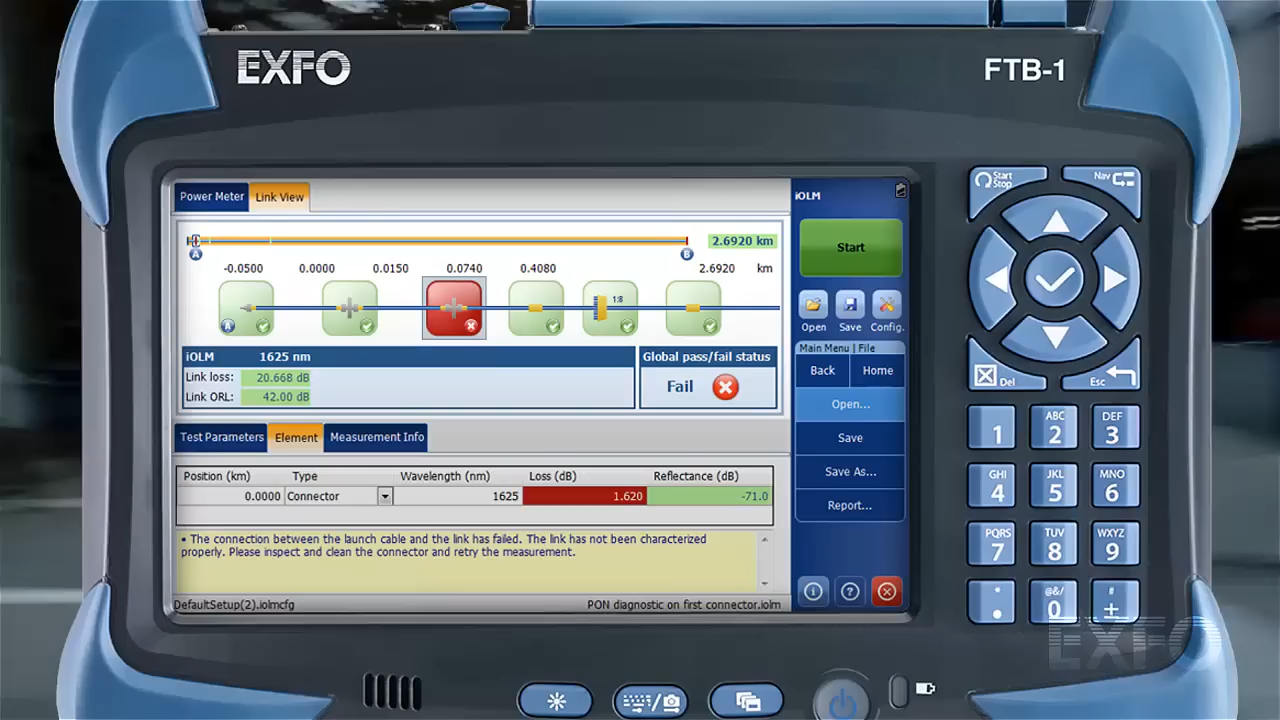 EXFO
FTB-1
Power Meter Link View
iOLM
2.6920 km
A B
-0.0500 0.0000 0.0150 0.0740 0.4080 2.6920 km
1:8
A
iOLM 1625 nm
Link loss: 20.668 dB
Link ORL: 42.00 dB
Global pass/fail status
Fail
Test Parameters Element Measurement Info
Position (km) Type Wavelength (nm) Loss (dB) Reflectance (dB)
0.0000 Connector 1625 1.620 -71.0
▪ The connection between the launch cable and the link has failed. The link has not been characterized
properly. Please inspect and clean the connector and retry the measurement.
DefaultSetup(2).iolmcfg PON diagnostic on first connector.iolm
Start
Open Save Config.
Main Menu | File
Back Home
Open...
Save
Save As...
Report...
Start
Stop
Nav
Del
Esc
1
ABC
2
DEF
3
GHI
4
JKL
5
MNO
6
PQRS
7
TUV
8
WXYZ
9
*
.
@&/
0
#
±
EXFO